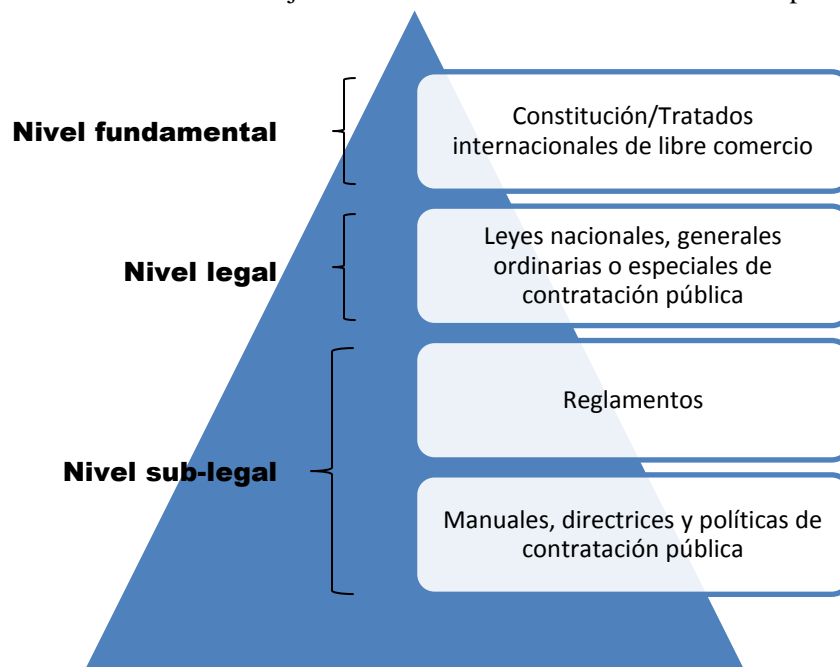 Nivel fundamental
Constitución/Tratados
internacionales de libre comercio
Nivel legal
Leyes nacionales, generales
ordinarias o especiales de
contratación pública
Nivel sub-legal
Reglamentos
Manuales, directrices y políticas de
contratación pública